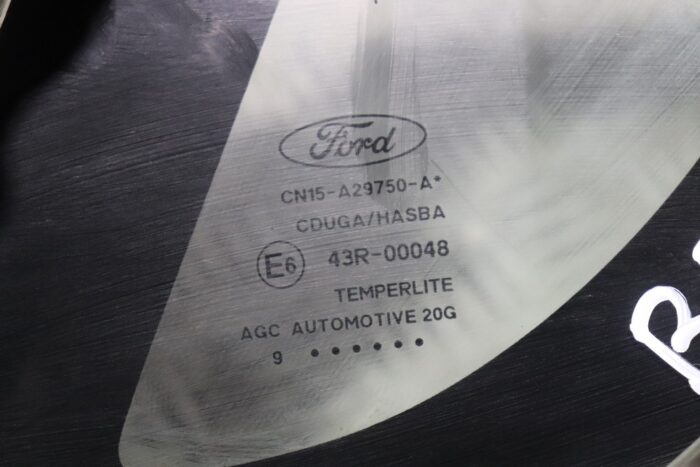 Ford
CN15-A29750-A*
CDUGA/HASBA
E6 43R-00048
TEMPERLITE
AGC AUTOMOTIVE 20G
9 ● ● ● ● ● ●